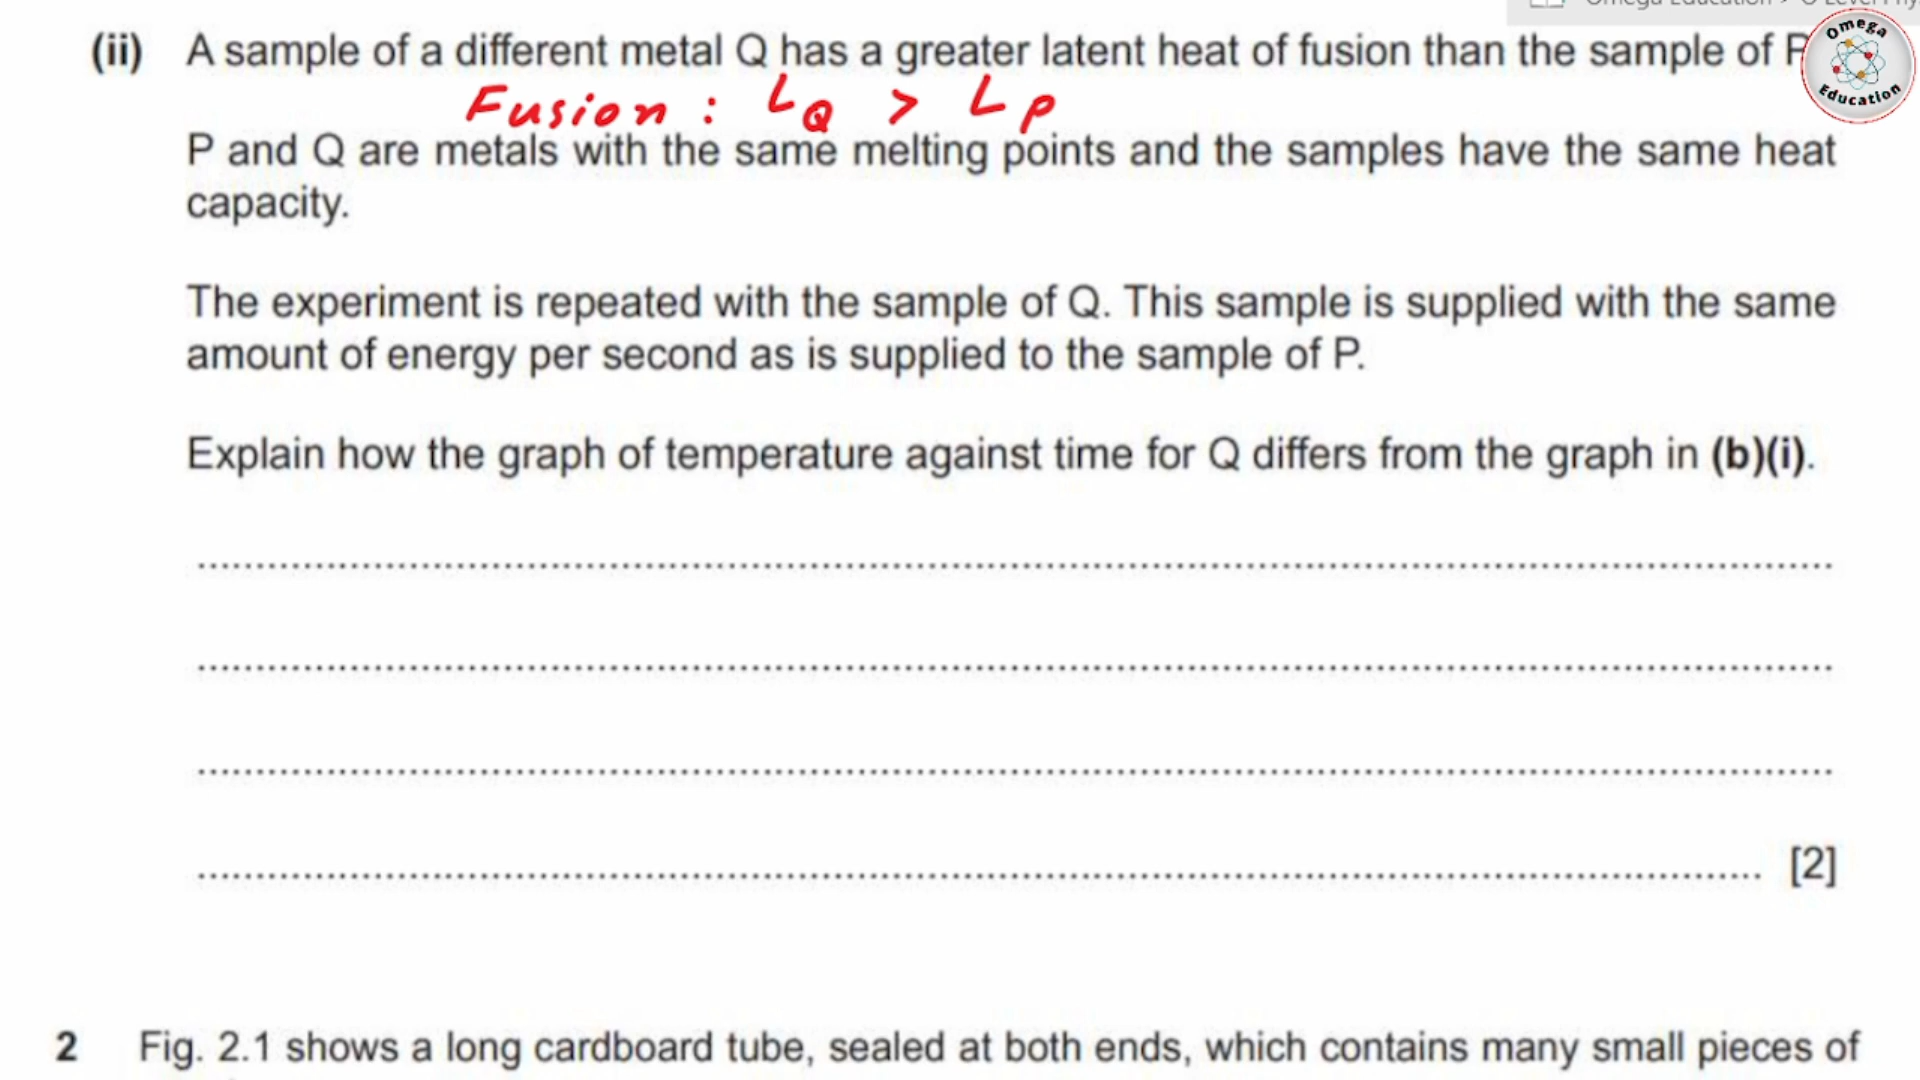 (ii) A sample of a different metal Q has a greater latent heat of fusion than the sample of P
Omega Education
Fusion : LQ > LP
P and Q are metals with the same melting points and the samples have the same heat
capacity.
The experiment is repeated with the sample of Q. This sample is supplied with the same
amount of energy per second as is supplied to the sample of P.
Explain how the graph of temperature against time for Q differs from the graph in (b)(i).
[2]
2 Fig. 2.1 shows a long cardboard tube, sealed at both ends, which contains many small pieces of